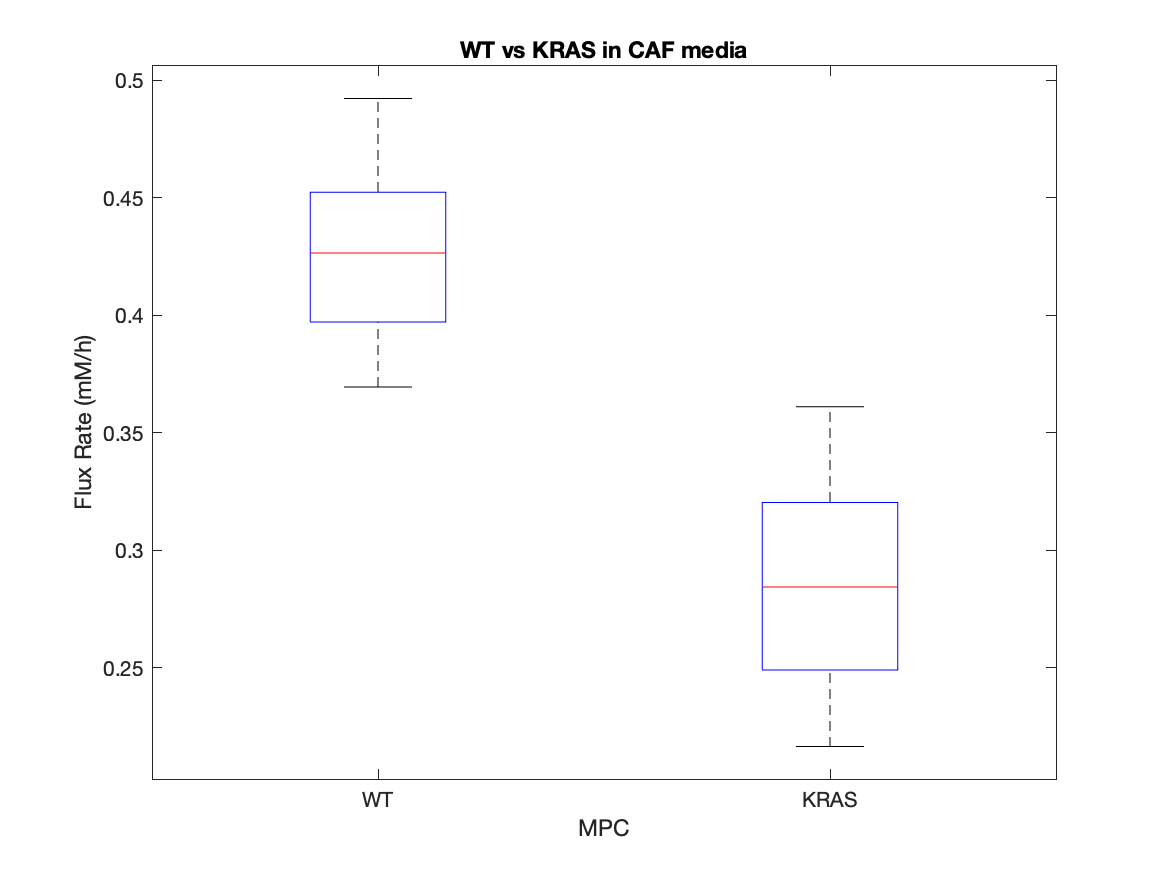 WT vs KRAS in CAF media
0.5
0.45
0.4
0.35
0.3
0.25
Flux Rate (mM/h)
WT
KRAS
MPC